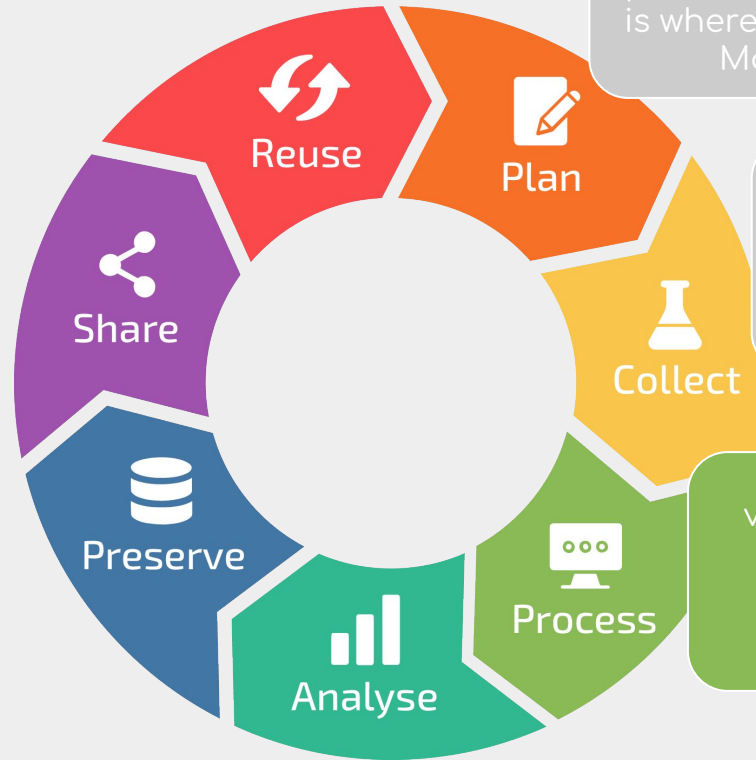 is where
Reuse
Plan
Share
Collect
Preserve
Process
Analyse